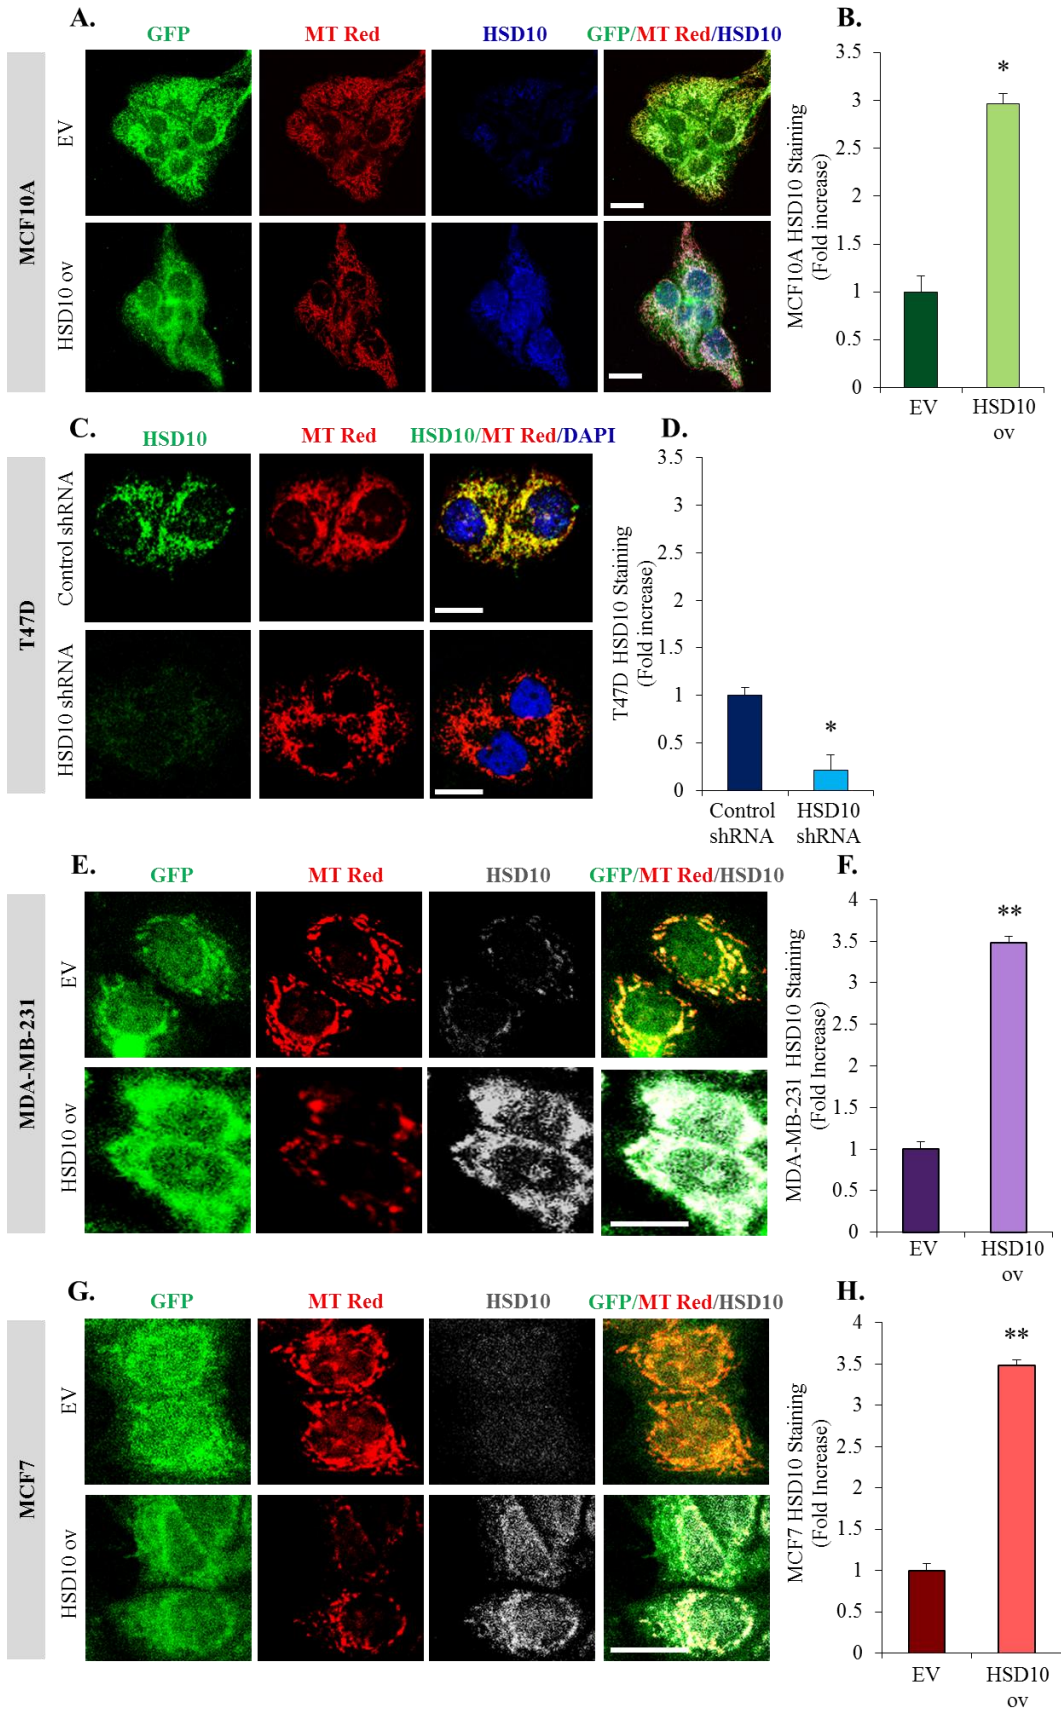 A.
GFP
MT Red
HSD10
GFP/MT Red/HSD10
MCF10A
EV
HSD10 ov
B.
MCF10A HSD10 Staining
(Fold increase)
3.5
3
2.5
2
1.5
1
0.5
0
*
EV
HSD10
ov
C.
HSD10
MT Red
HSD10/MT Red/DAPI
T47D
Control shRNA
HSD10 shRNA
D.
T47D HSD10 Staining
(Fold increase)
3.5
3
2.5
2
1.5
1
0.5
0
*
Control
shRNA
HSD10
shRNA
E.
GFP
MT Red
HSD10
GFP/MT Red/HSD10
MDA-MB-231
EV
HSD10 ov
F.
MDA-MB-231 HSD10 Staining
(Fold Increase)
4
3.5
3
2.5
2
1.5
1
0.5
0
**
EV
HSD10
ov
G.
GFP
MT Red
HSD10
GFP/MT Red/HSD10
MCF7
EV
HSD10 ov
H.
MCF7 HSD10 Staining
(Fold Increase)
4
3.5
3
2.5
2
1.5
1
0.5
0
**
EV
HSD10
ov